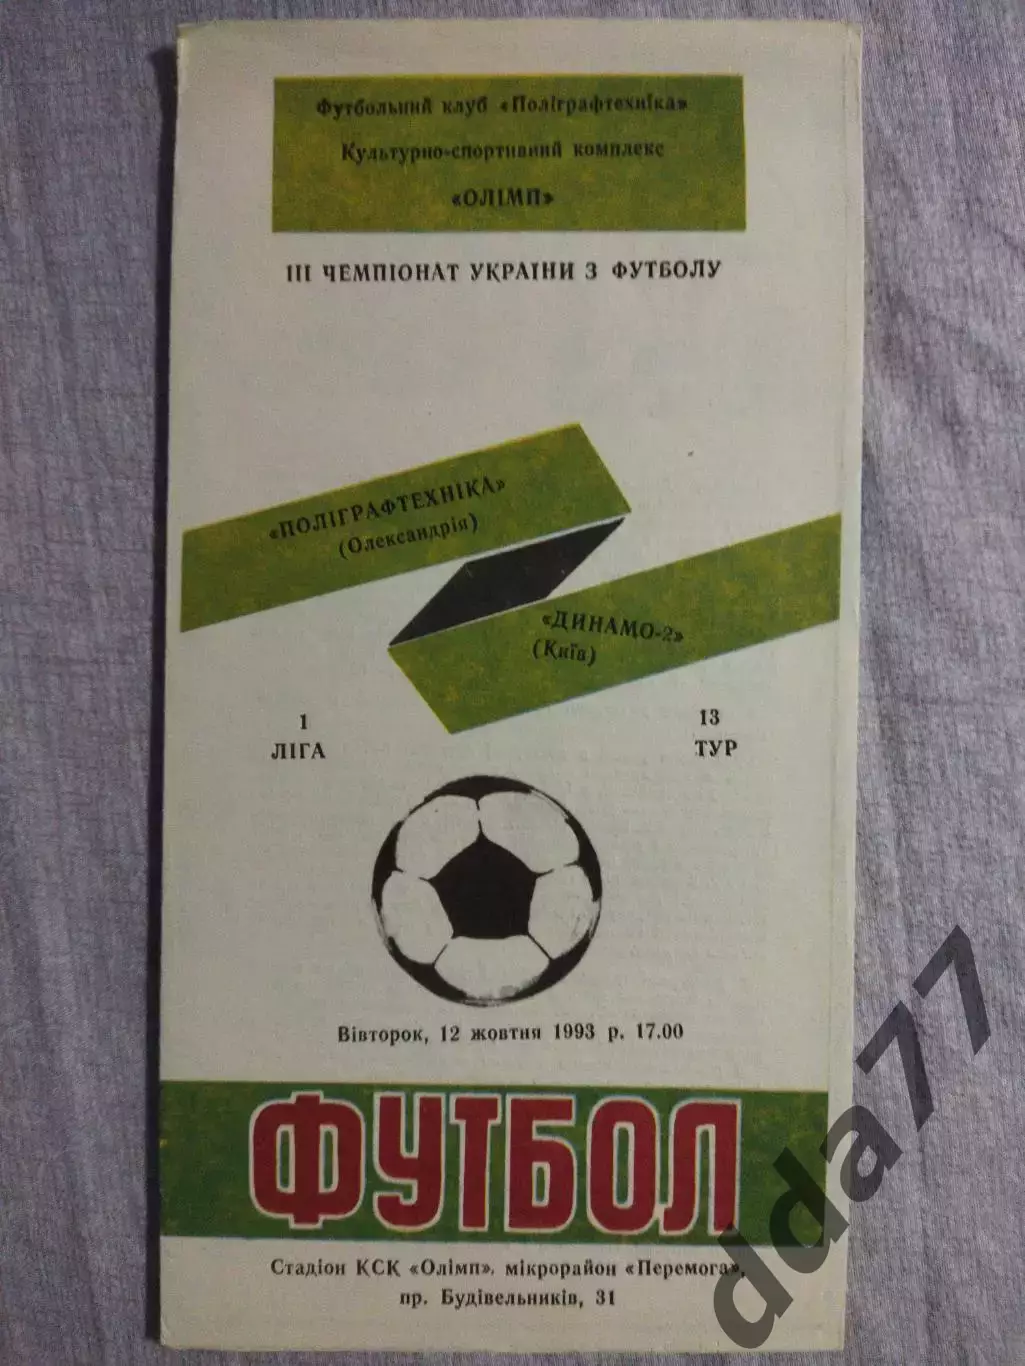 Футбольний клуб «Поліграфтехніка»
Культурно-спортивний комплекс
«ОЛІМП»
III ЧЕМПІОНАТ УКРАЇНИ З ФУТБОЛУ
«ПОЛІГРАФТЕХНІКА»
(Олександрія)
«ДИНАМО-2»
(Київ)
1
ЛІГА
13
ТУР
Вівторок, 12 жовтня 1993 р. 17.00
ФУТБОЛ
Стадіон КСК «Олімп», мікрорайон «Перемога»,
пр. Будівельників, 31
dda77